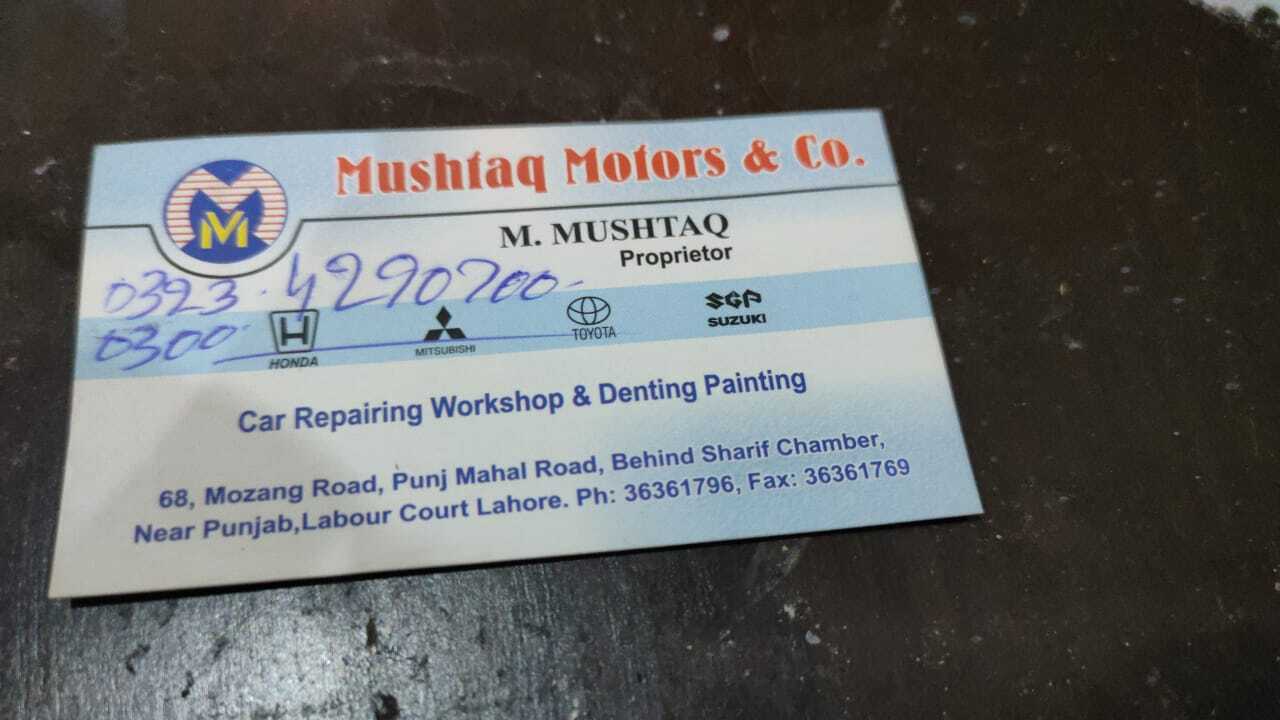 Mushtaq Motors & Co.
MM
M. MUSHTAQ
Proprietor
0323-4290700-
0300-
HONDA
MITSUBISHI
TOYOTA
SGP
SUZUKI
Car Repairing Workshop & Denting Painting
68, Mozang Road, Punj Mahal Road, Behind Sharif Chamber,
Near Punjab,Labour Court Lahore. Ph: 36361796, Fax: 36361769